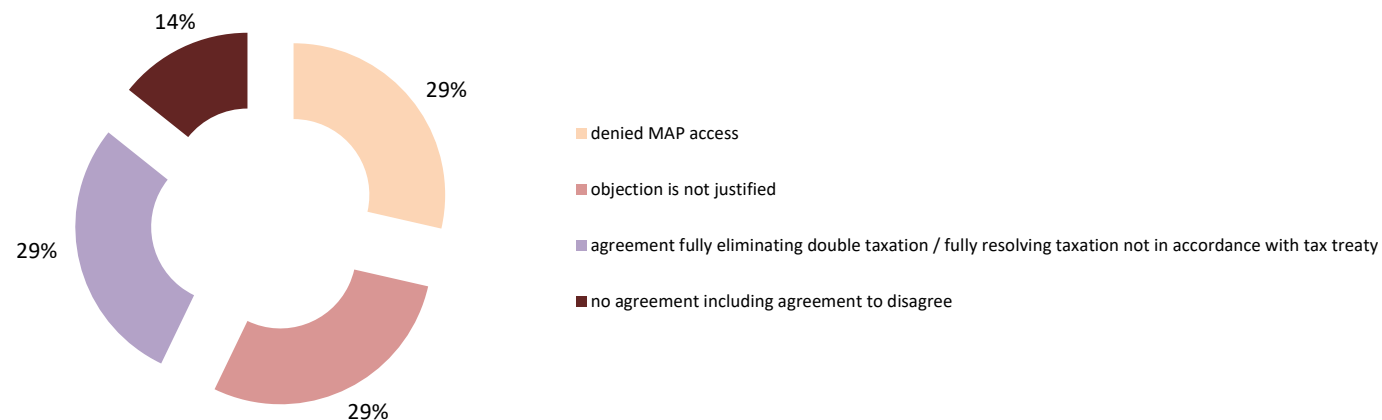 14%
29%
denied MAP access
objection is not justified
29%
agreement fully eliminating double taxation / fully resolving taxation not in accordance with tax treaty
no agreement including agreement to disagree
29%